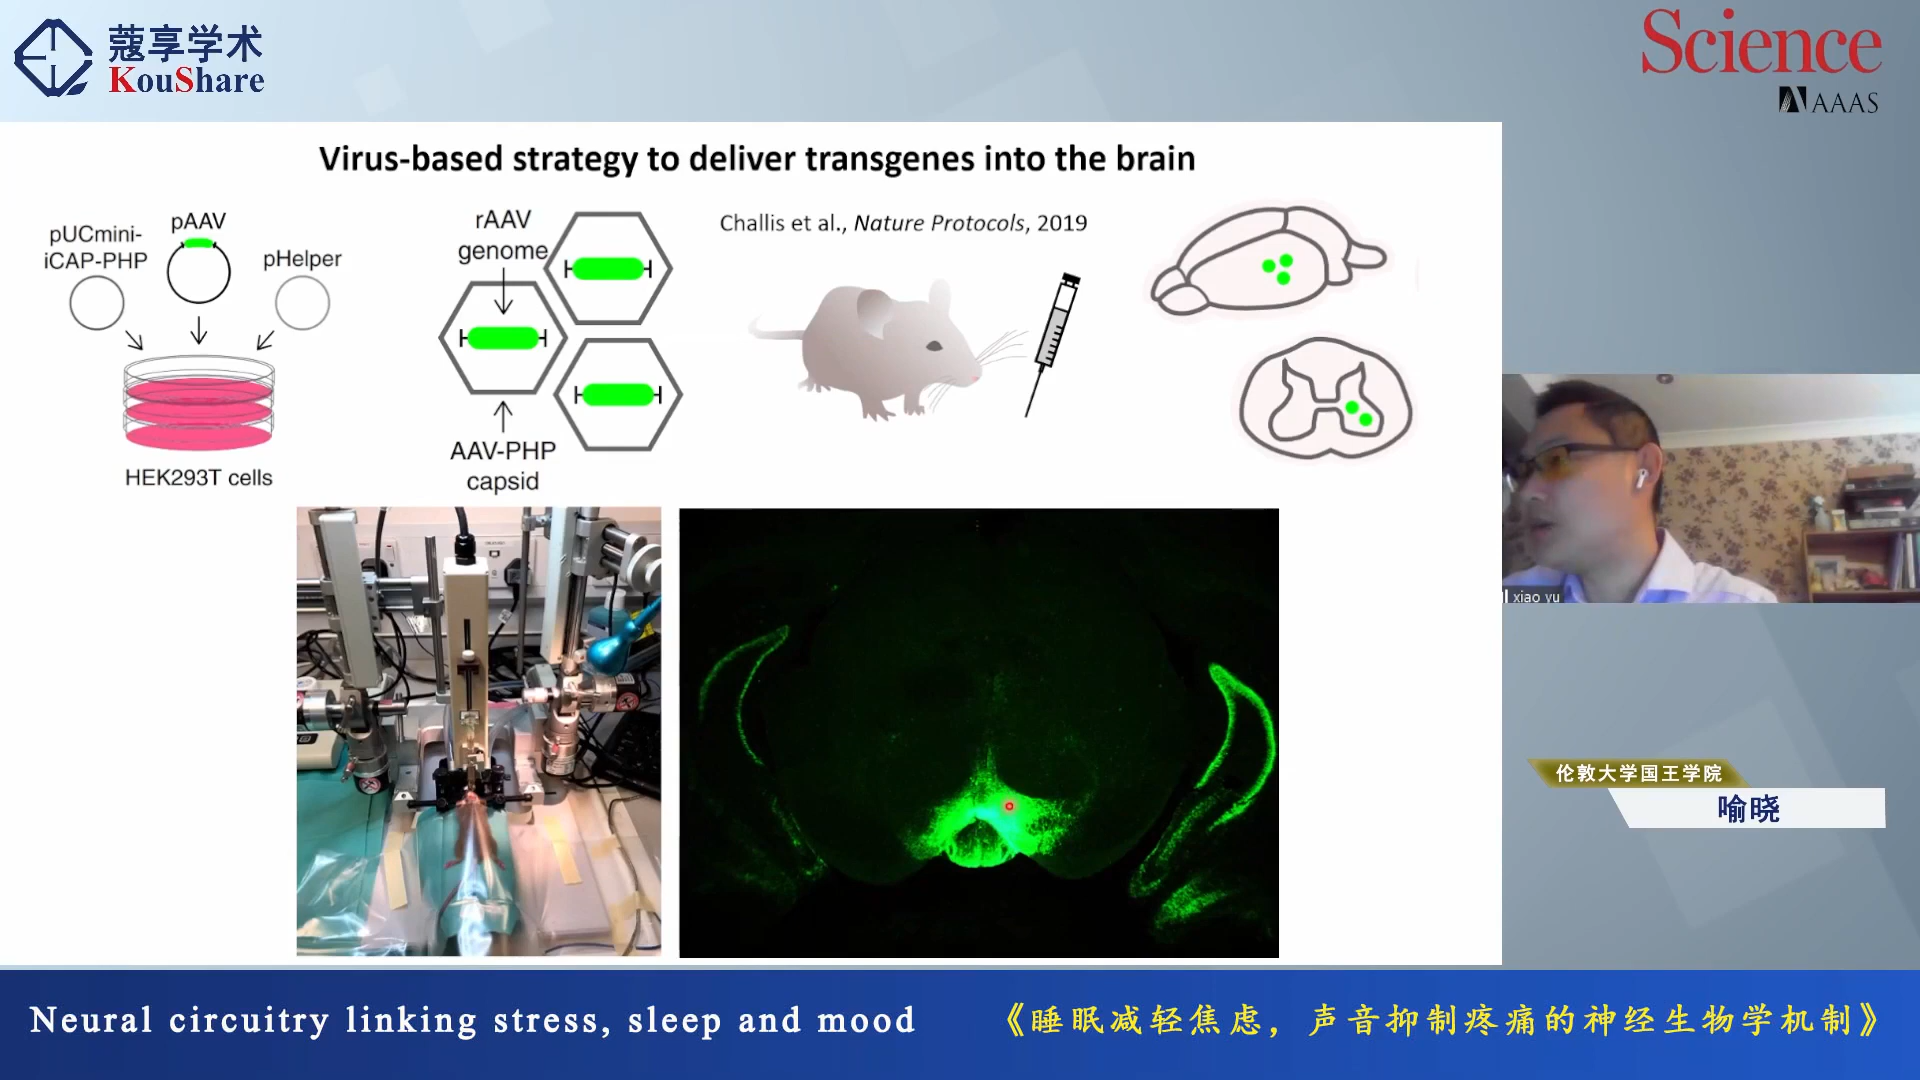 蔻享学术
KouShare
Science
AAAS
Virus-based strategy to deliver transgenes into the brain
pUCmini-
iCAP-PHP
pAAV
pHelper
HEK293T cells
rAAV
genome
AAV-PHP
capsid
Challis et al., Nature Protocols, 2019
xiao yu
伦敦大学国王学院
喻晓
Neural circuitry linking stress, sleep and mood
《睡眠减轻焦虑，声音抑制疼痛的神经生物学机制》